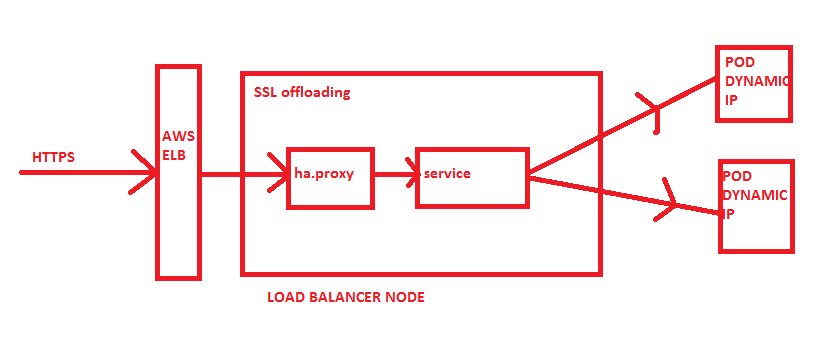 HTTPS
AWS
ELB
SSL offloading
ha.proxy
service
LOAD BALANCER NODE
POD
DYNAMIC
IP
POD
DYNAMIC
IP